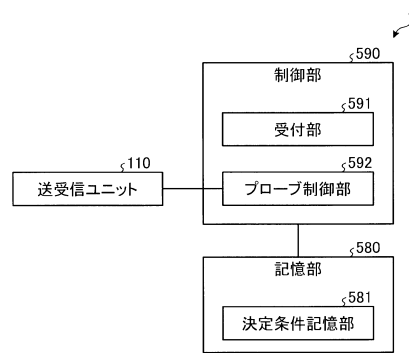 590
制御部
591
受付部
110
送受信ユニット
592
プローブ制御部
580
記憶部
581
決定条件記憶部